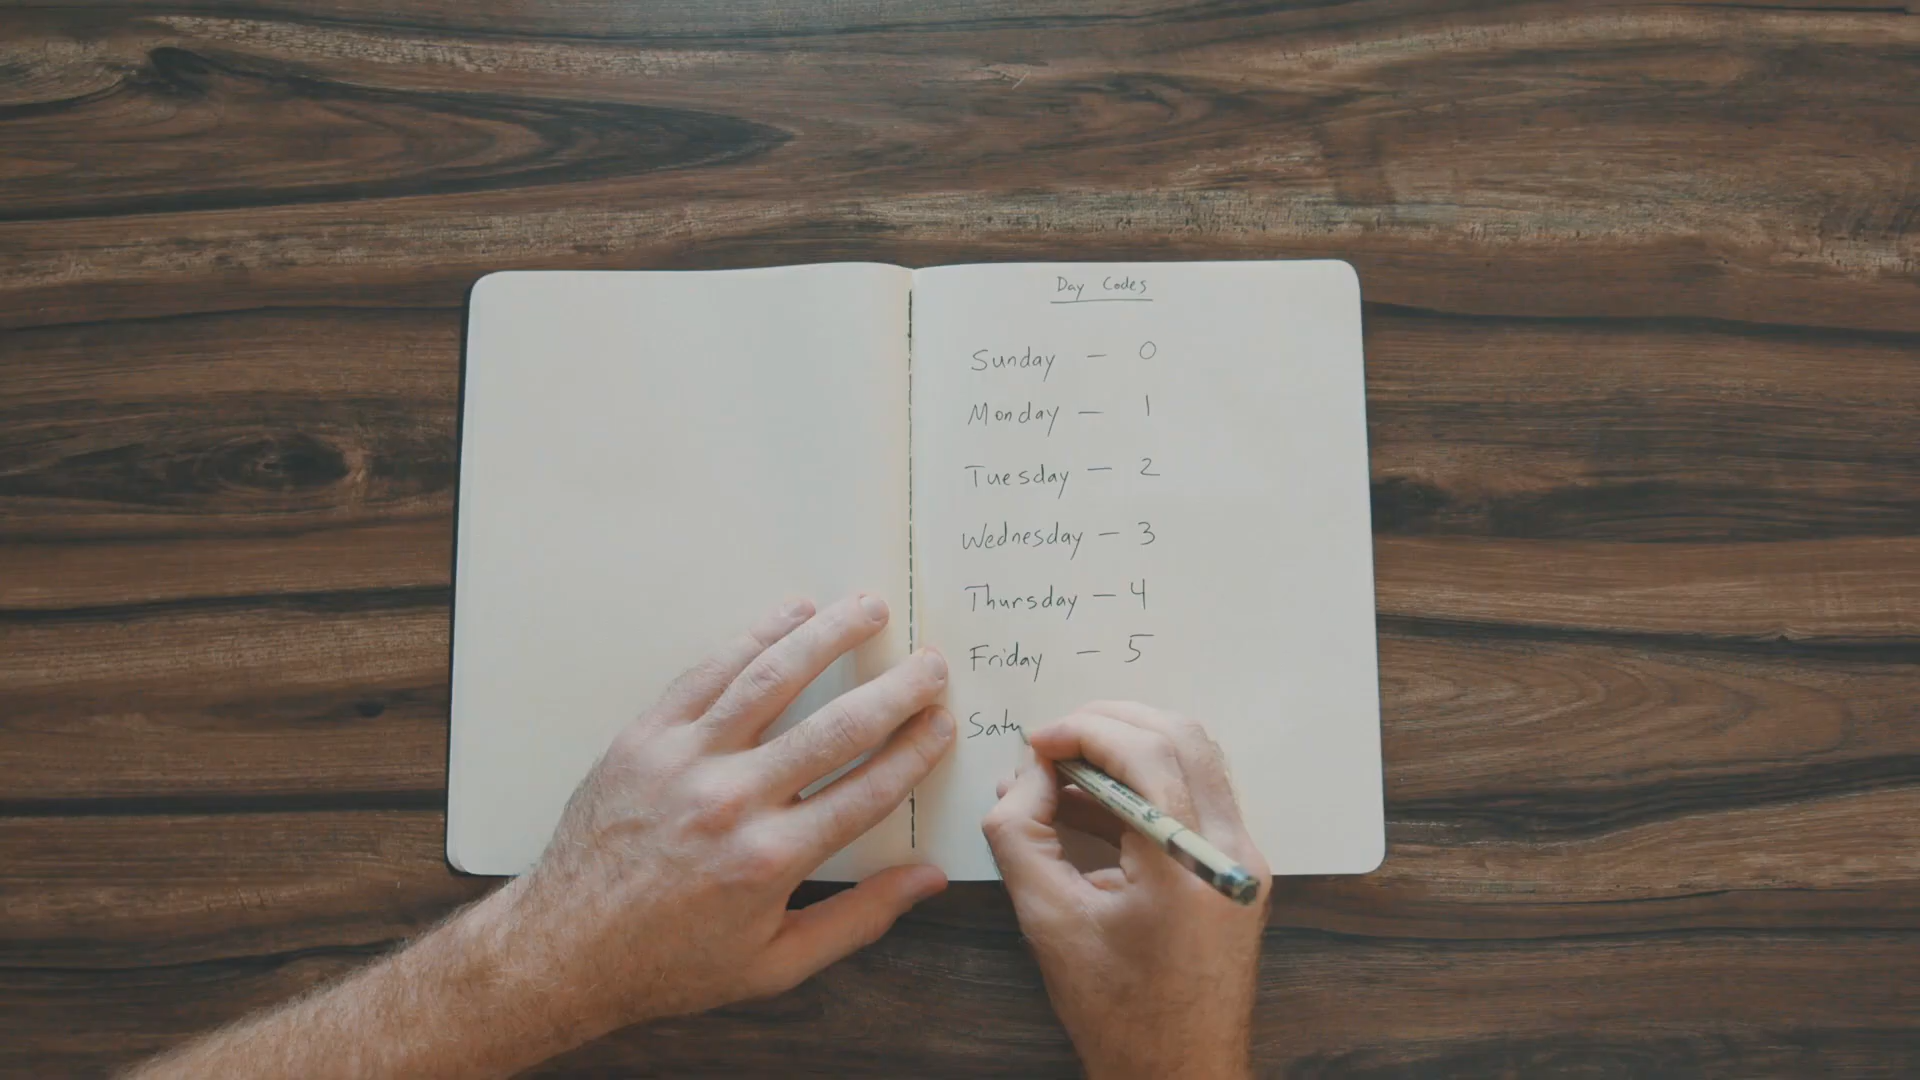 Day Codes
Sunday – 0
Monday – 1
Tuesday – 2
Wednesday – 3
Thursday – 4
Friday – 5
Satu